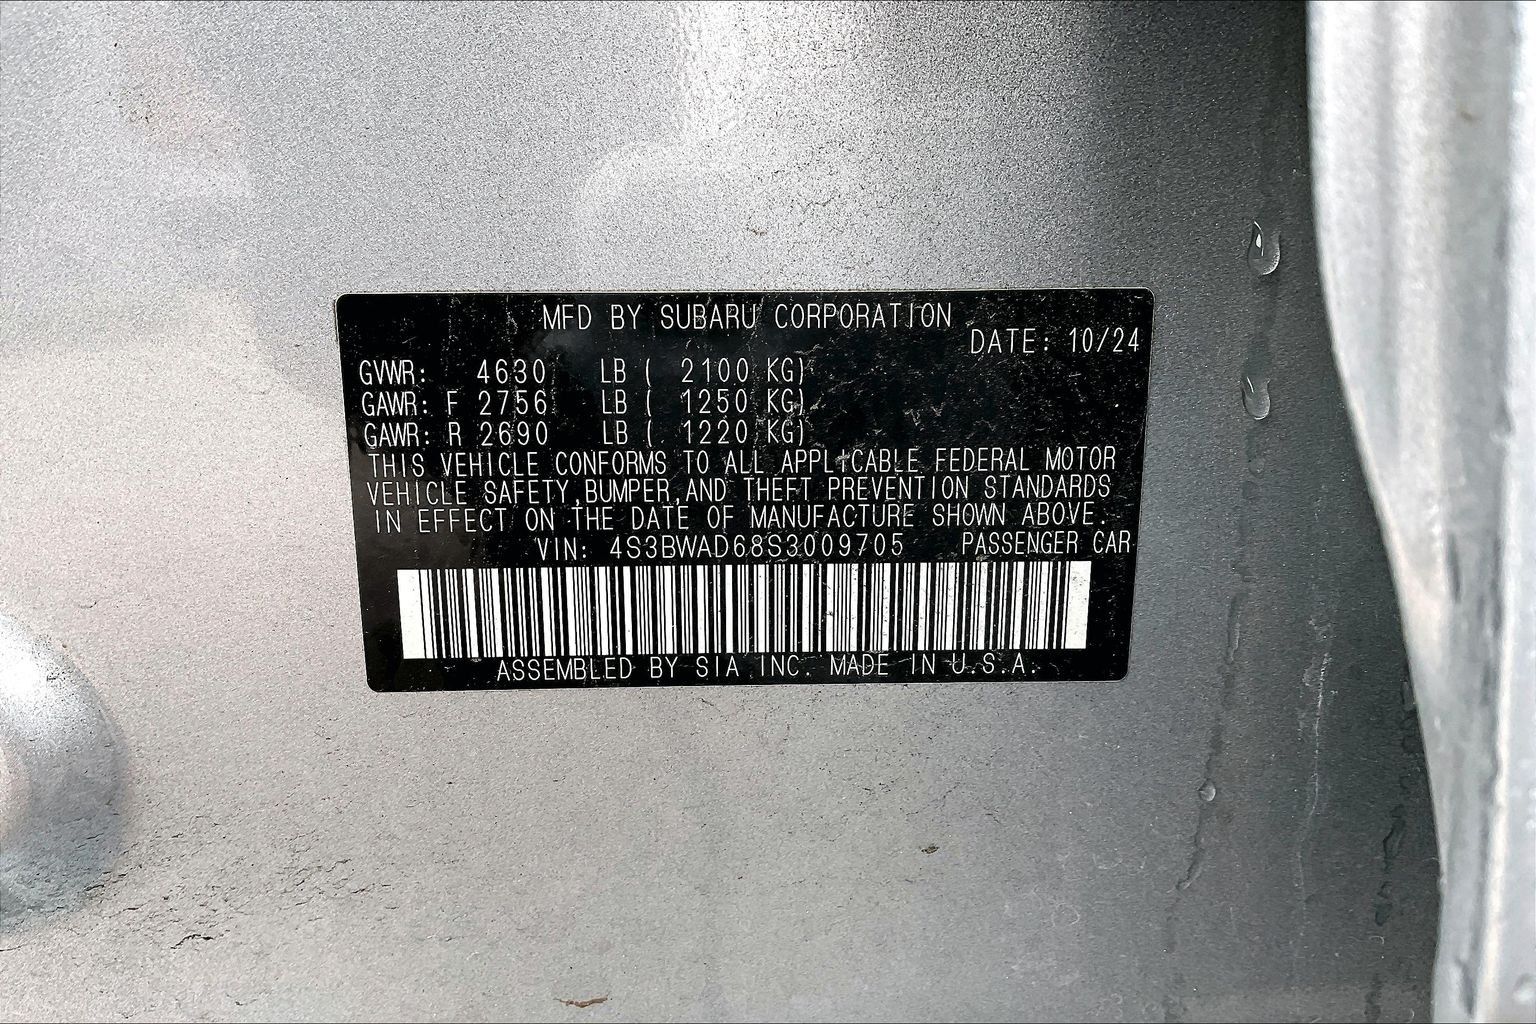 MFD BY SUBARU CORPORATION
DATE: 10/24
GVWR: 4630 LB ( 2100 KG)
GAWR: F 2756 LB ( 1250 KG)
GAWR: R 2690 LB ( 1220 KG)
THIS VEHICLE CONFORMS TO ALL APPLICABLE FEDERAL MOTOR
VEHICLE SAFETY,BUMPER,AND THEFT PREVENTION STANDARDS
IN EFFECT ON THE DATE OF MANUFACTURE SHOWN ABOVE.
VIN: 4S3BWAD68S3009705 PASSENGER CAR
ASSEMBLED BY SIA INC. MADE IN U.S.A.